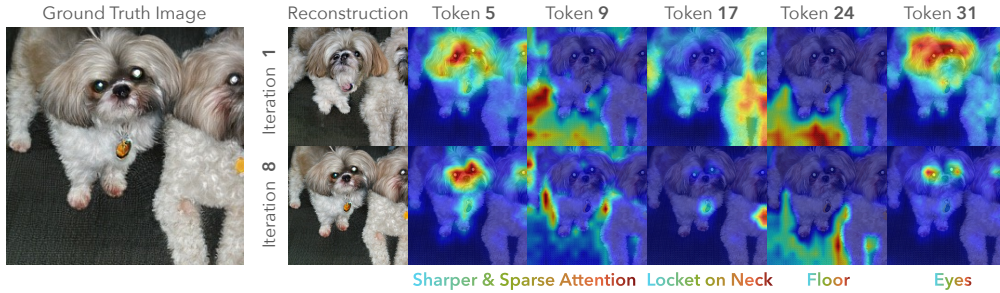 Ground Truth Image
Reconstruction
Token 5
Token 9
Token 17
Token 24
Token 31
Iteration 1
Iteration 8
Sharper & Sparse Attention
Locket on Neck
Floor
Eyes